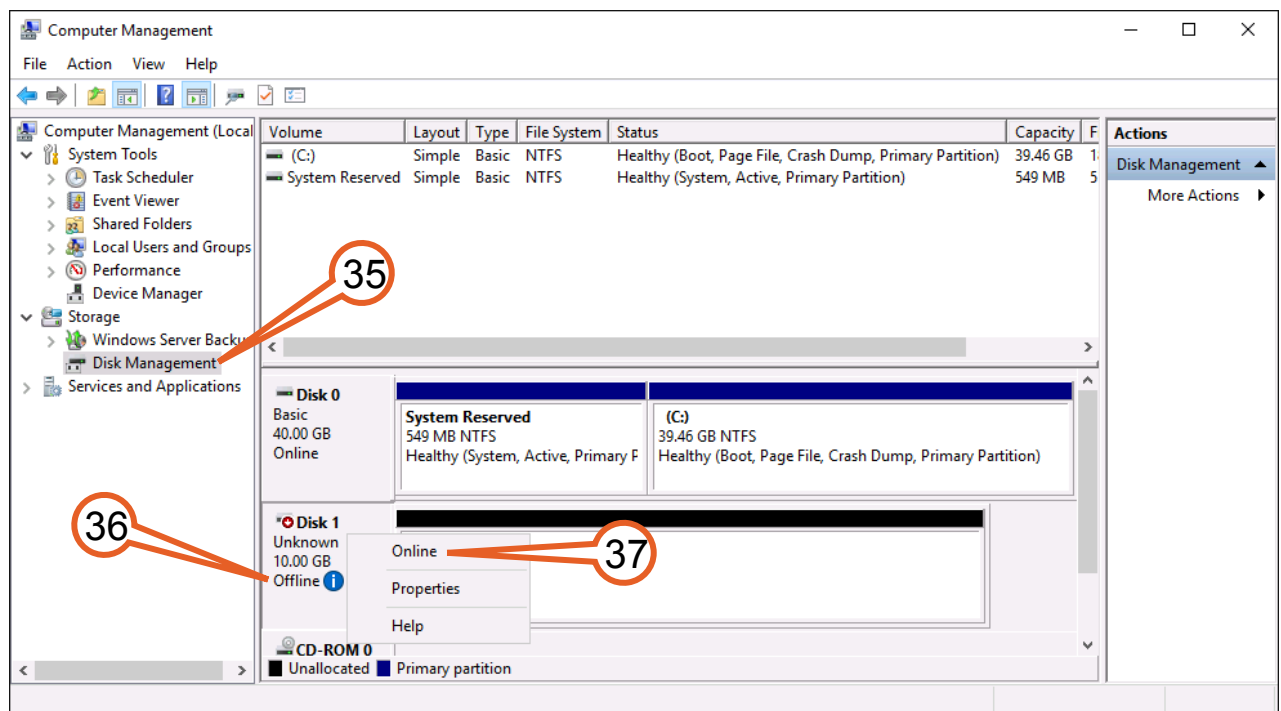 Computer Management
File Action View Help
Computer Management (Local
System Tools
Task Scheduler
Event Viewer
Shared Folders
Local Users and Groups
Performance
Device Manager
Storage
Windows Server Backu
Disk Management
Services and Applications
Volume Layout Type File System Status Capacity F
(C:) Simple Basic NTFS Healthy (Boot, Page File, Crash Dump, Primary Partition) 39.46 GB 1
System Reserved Simple Basic NTFS Healthy (System, Active, Primary Partition) 549 MB 5
35
Disk 0
Basic
40.00 GB
Online
System Reserved
549 MB NTFS
Healthy (System, Active, Primary P
(C:)
39.46 GB NTFS
Healthy (Boot, Page File, Crash Dump, Primary Partition)
36
Disk 1
Unknown
10.00 GB
Offline
Online
Properties
Help
37
CD-ROM 0
Unallocated Primary partition
Actions
Disk Management
More Actions